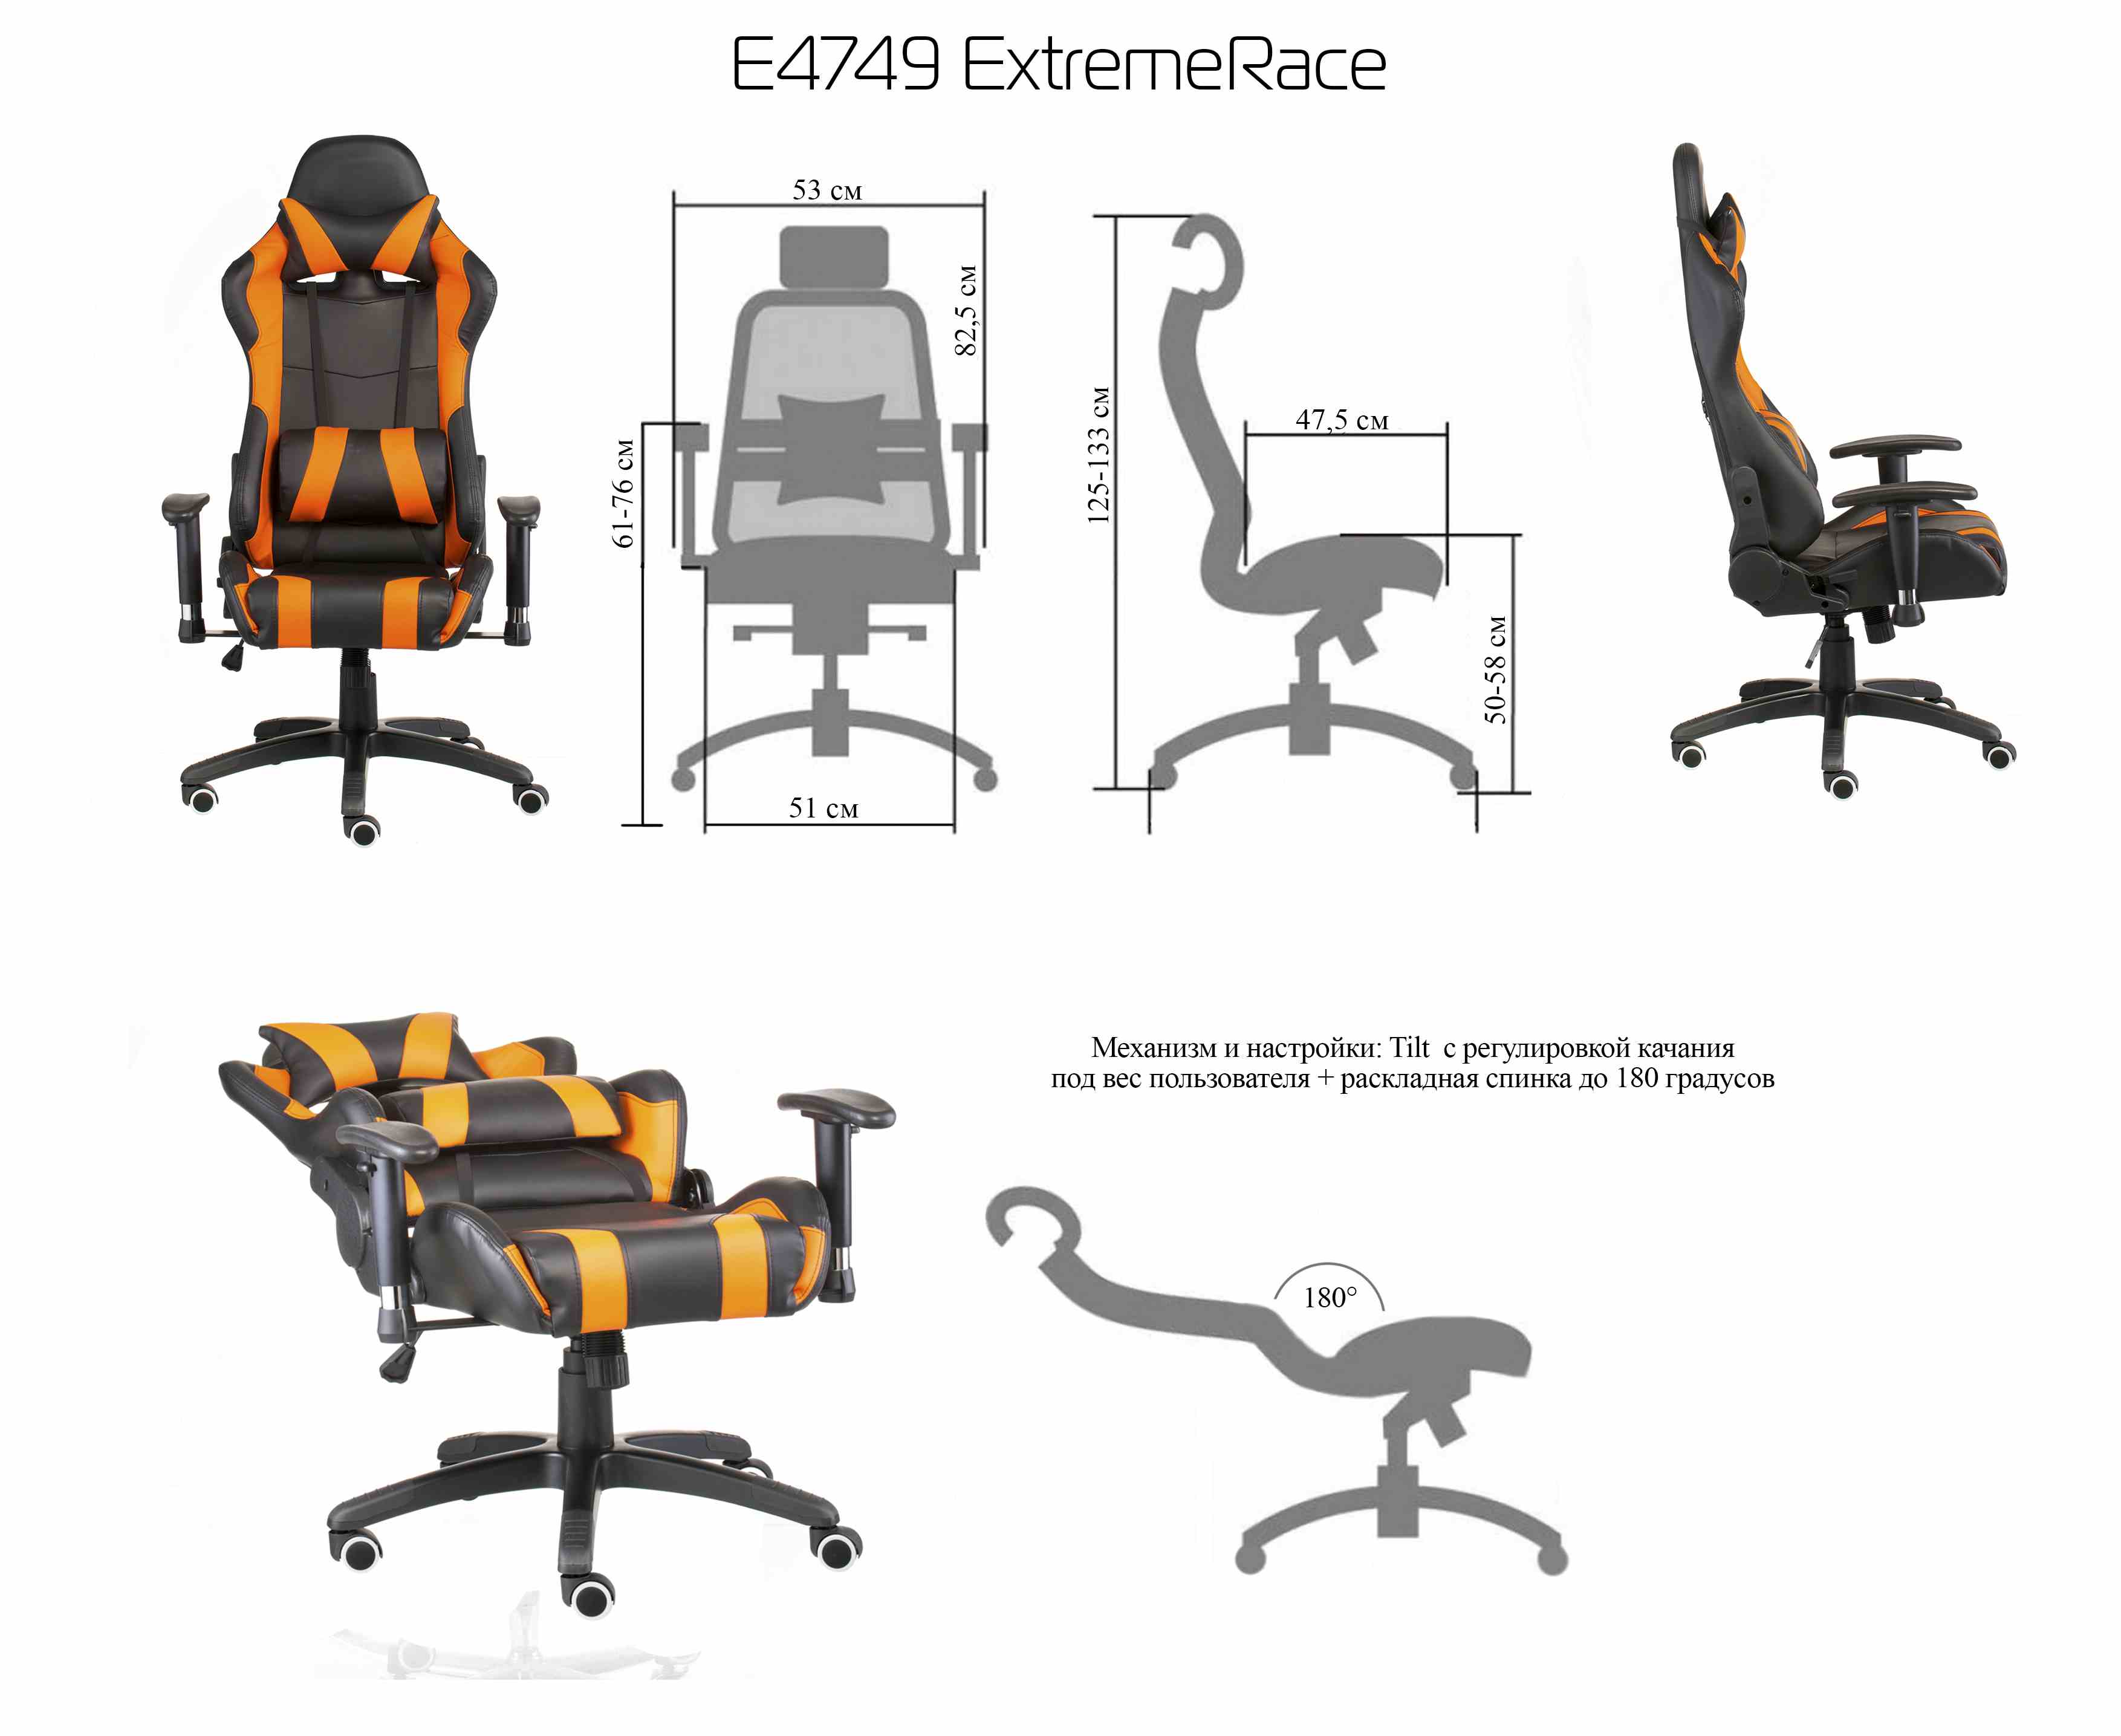 E4749 ExtremeRace
53 см
82,5 см
61-76 см
51 см
125-133 см
47,5 см
50-58 см
Механизм и настройки: Tilt с регулировкой качания
под вес пользователя + раскладная спинка до 180 градусов
180°